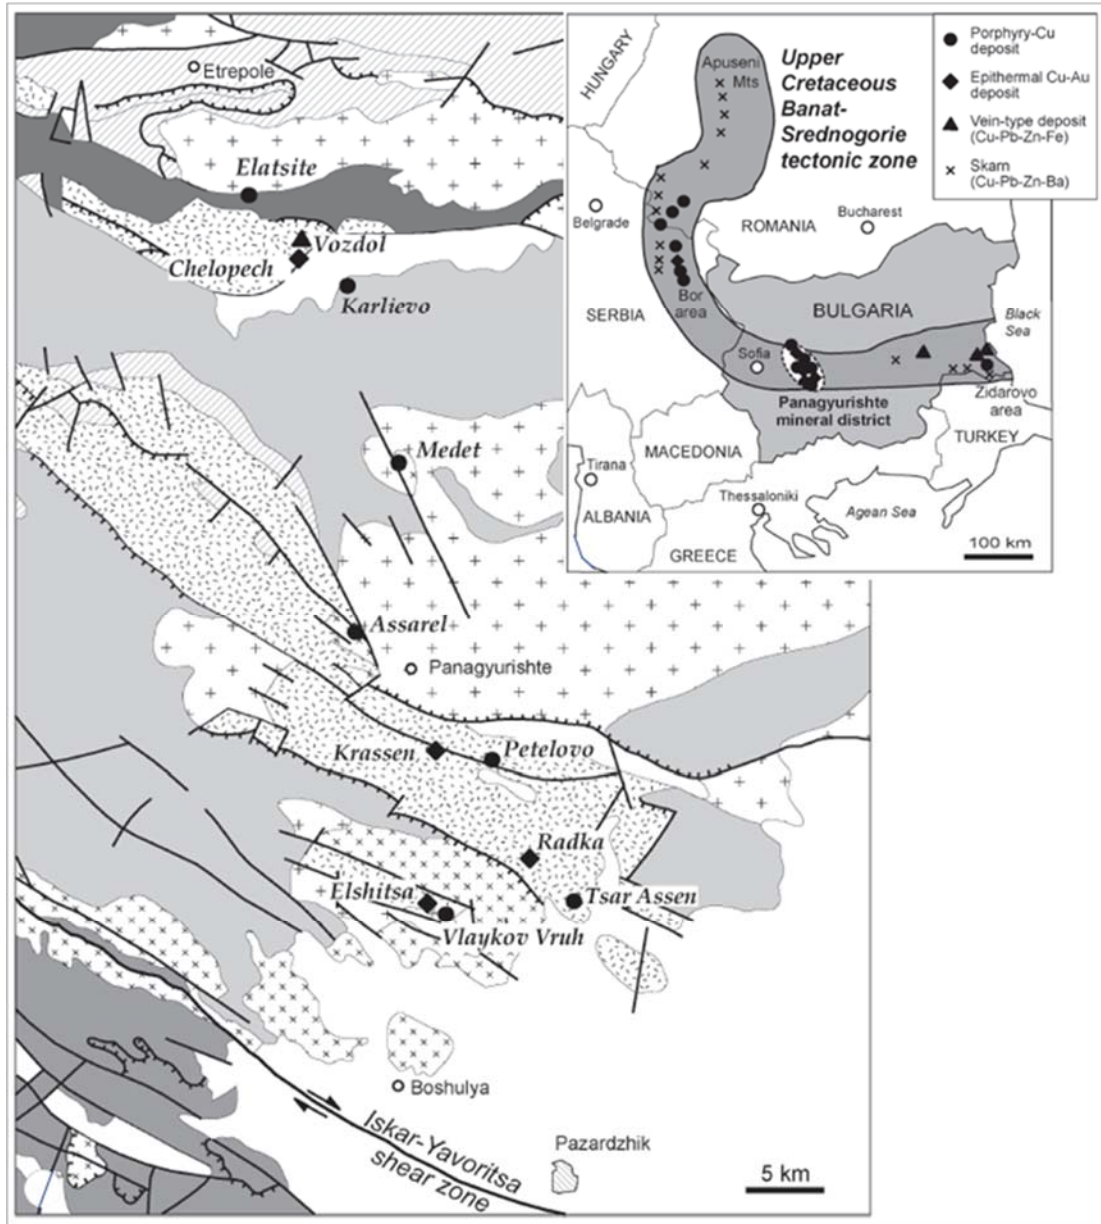 Etrepole
Elatsite
Vozdol
Chelopech
Karlievo
Medet
Assarel
Panagyurishte
Krassen
Petelovo
Radka
Elshitsa
Tsar Assen
Vlaykov Vruh
Boshulya
Iskar-Yavoritsa
shear zone
Pazardzhik
5 km
HUNGARY
Apuseni
Mts
Upper
Cretaceous
Banat-
Srednogorie
tectonic zone
Belgrade
ROMANIA
Bucharest
SERBIA
Bor
area
BULGARIA
Black
Sea
Sofia
Zidarovo
area
Panagyurishte
mineral district
TURKEY
MACEDONIA
Tirana
Thessaloniki
ALBANIA
Agean Sea
GREECE
100 km
Porphyry-Cu
deposit
Epithermal Cu-Au
deposit
Vein-type deposit
(Cu-Pb-Zn-Fe)
Skarn
(Cu-Pb-Zn-Ba)